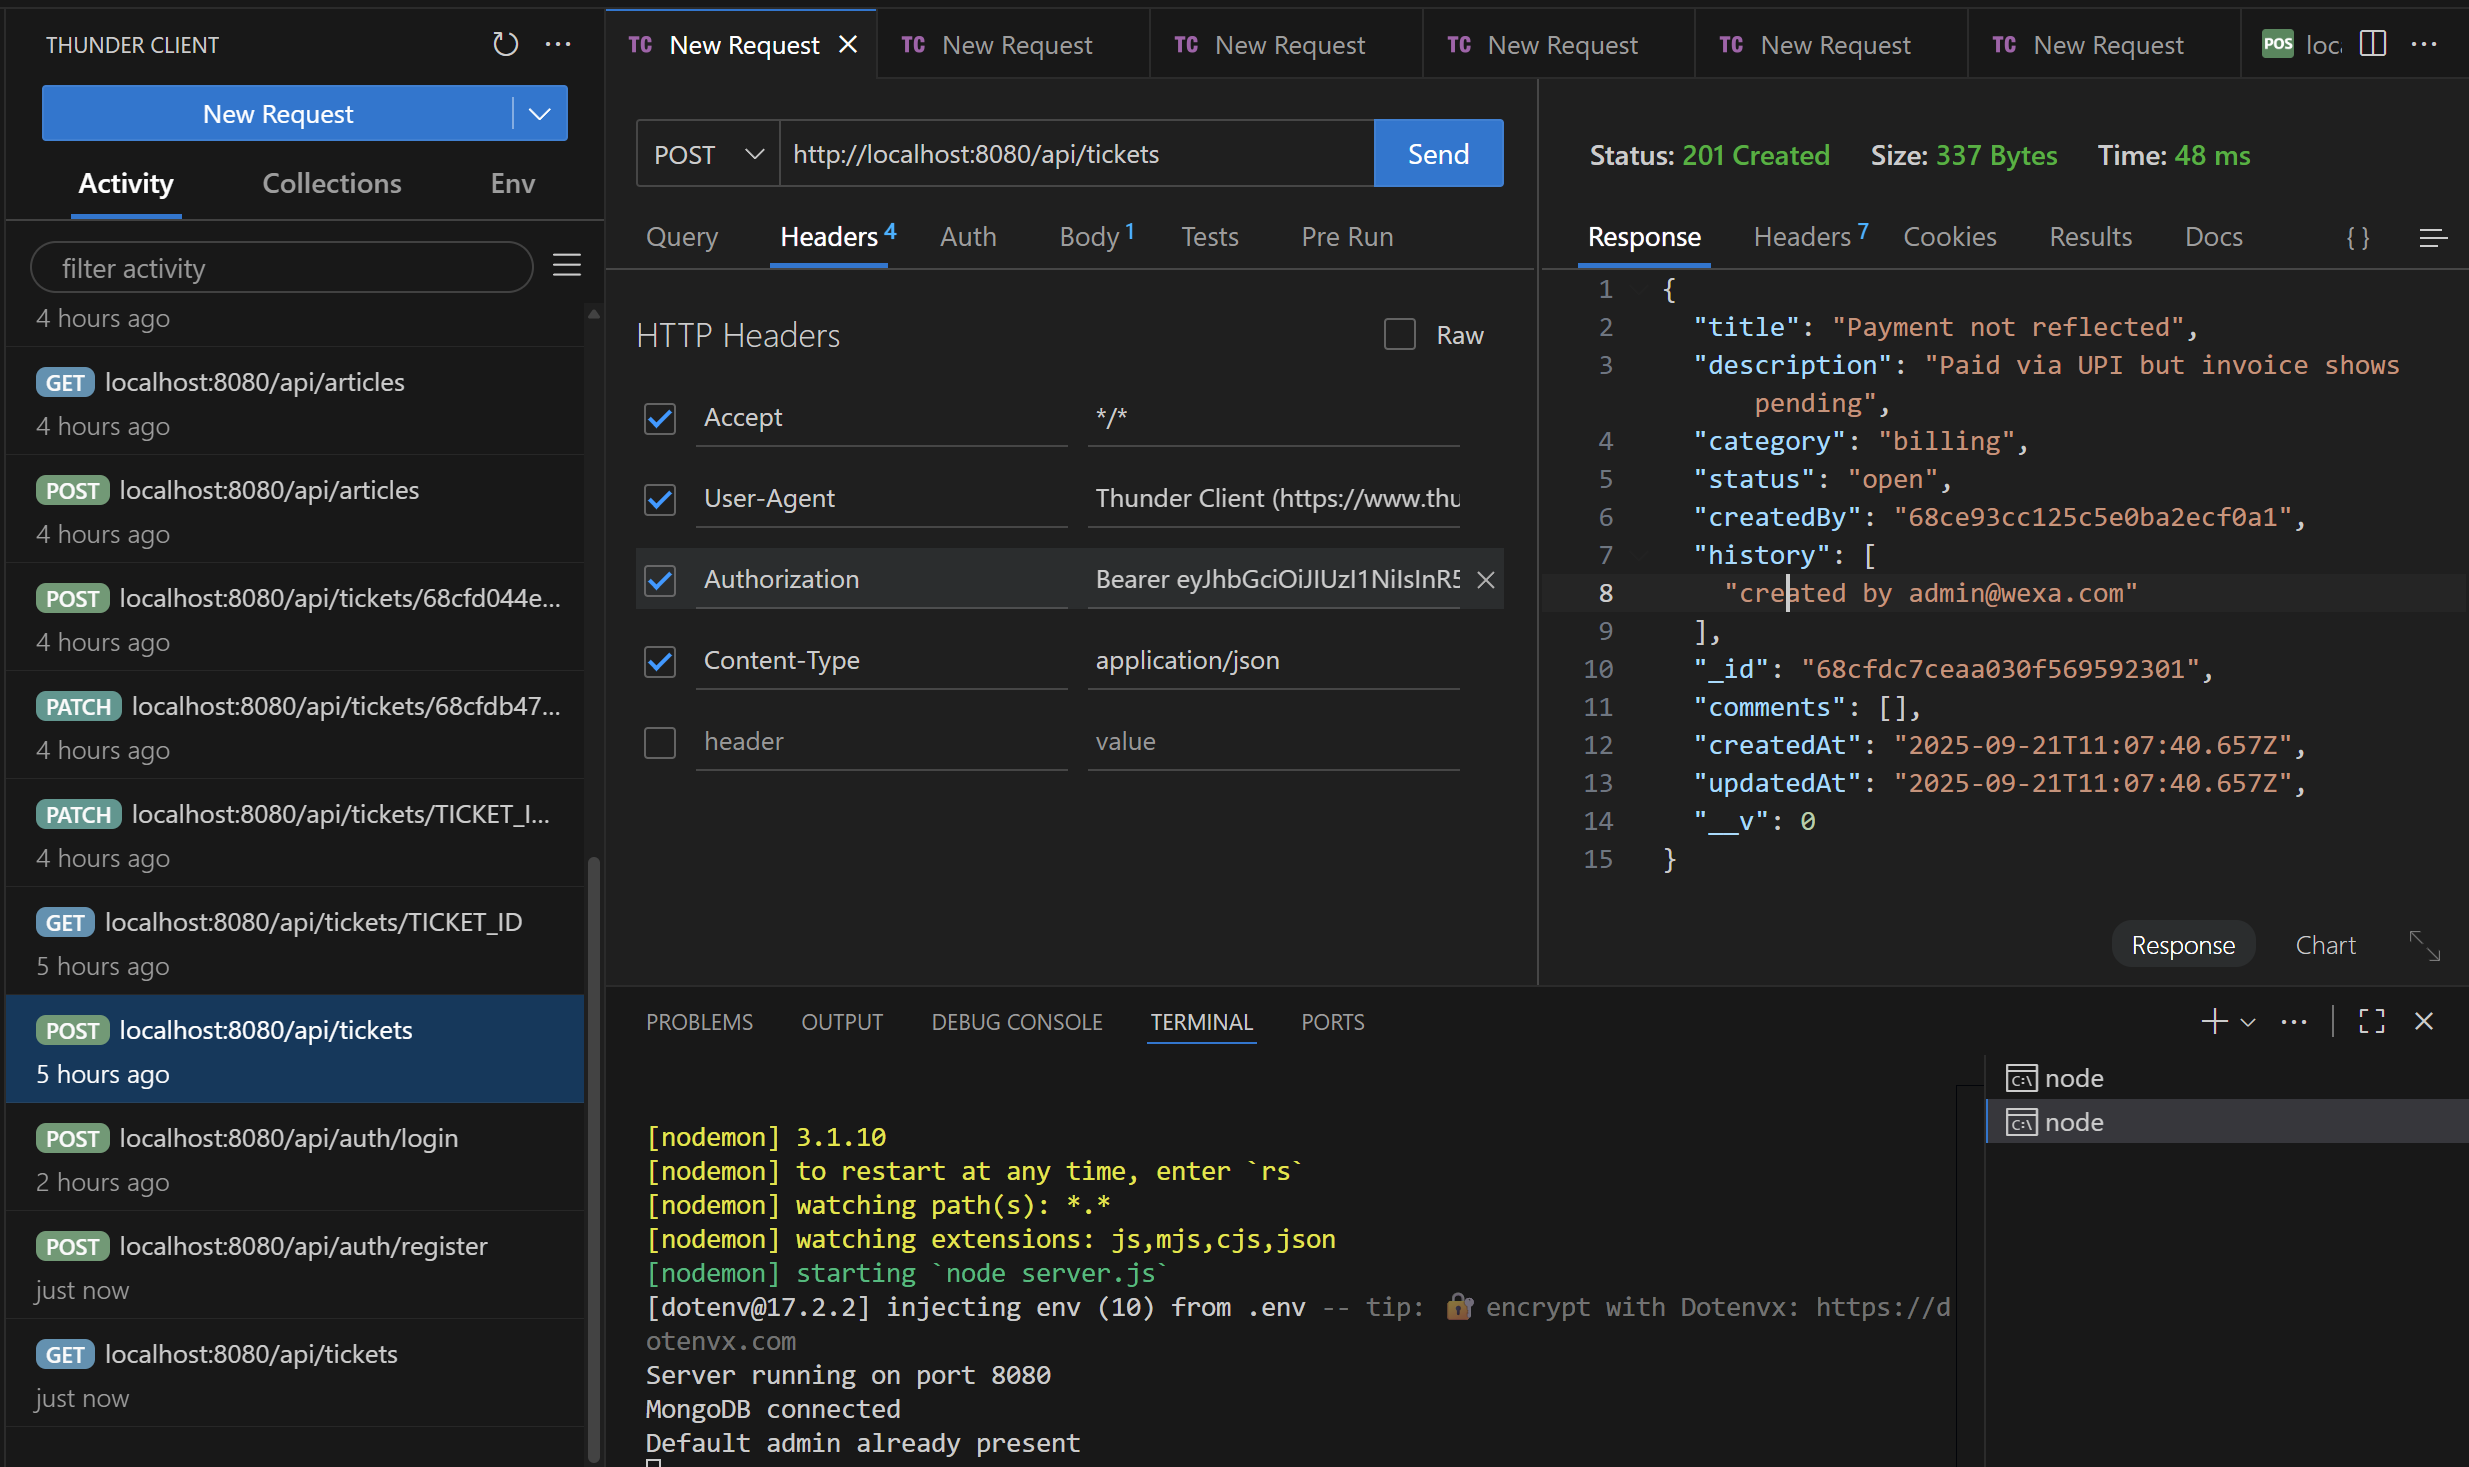 THUNDER CLIENT
New Request
Activity Collections Env
filter activity
4 hours ago
GET localhost:8080/api/articles
4 hours ago
POST localhost:8080/api/articles
4 hours ago
POST localhost:8080/api/tickets/68cfd044e...
4 hours ago
PATCH localhost:8080/api/tickets/68cfdb47...
4 hours ago
PATCH localhost:8080/api/tickets/TICKET_I...
4 hours ago
GET localhost:8080/api/tickets/TICKET_ID
5 hours ago
POST localhost:8080/api/tickets
5 hours ago
POST localhost:8080/api/auth/login
2 hours ago
POST localhost:8080/api/auth/register
just now
GET localhost:8080/api/tickets
just now
TC New Request TC New Request TC New Request TC New Request TC New Request TC New Request POS loc
POST http://localhost:8080/api/tickets Send
Query Headers 4 Auth Body 1 Tests Pre Run
HTTP Headers Raw
Accept */*
User-Agent Thunder Client (https://www.thu
Authorization Bearer eyJhbGciOiJIUzI1NiIsInR5
Content-Type application/json
header value
Status: 201 Created Size: 337 Bytes Time: 48 ms
Response Headers 7 Cookies Results Docs { }
1 {
2 "title": "Payment not reflected",
3 "description": "Paid via UPI but invoice shows
pending",
4 "category": "billing",
5 "status": "open",
6 "createdBy": "68ce93cc125c5e0ba2ecf0a1",
7 "history": [
8 "created by admin@wexa.com"
9 ],
10 "_id": "68cfdc7ceaa030f569592301",
11 "comments": [],
12 "createdAt": "2025-09-21T11:07:40.657Z",
13 "updatedAt": "2025-09-21T11:07:40.657Z",
14 "__v": 0
15 }
Response Chart
PROBLEMS OUTPUT DEBUG CONSOLE TERMINAL PORTS
[nodemon] 3.1.10
[nodemon] to restart at any time, enter `rs`
[nodemon] watching path(s): *.*
[nodemon] watching extensions: js,mjs,cjs,json
[nodemon] starting `node server.js`
[dotenv@17.2.2] injecting env (10) from .env -- tip: 🔐 encrypt with Dotenvx: https://d
otenvx.com
Server running on port 8080
MongoDB connected
Default admin already present
node
node